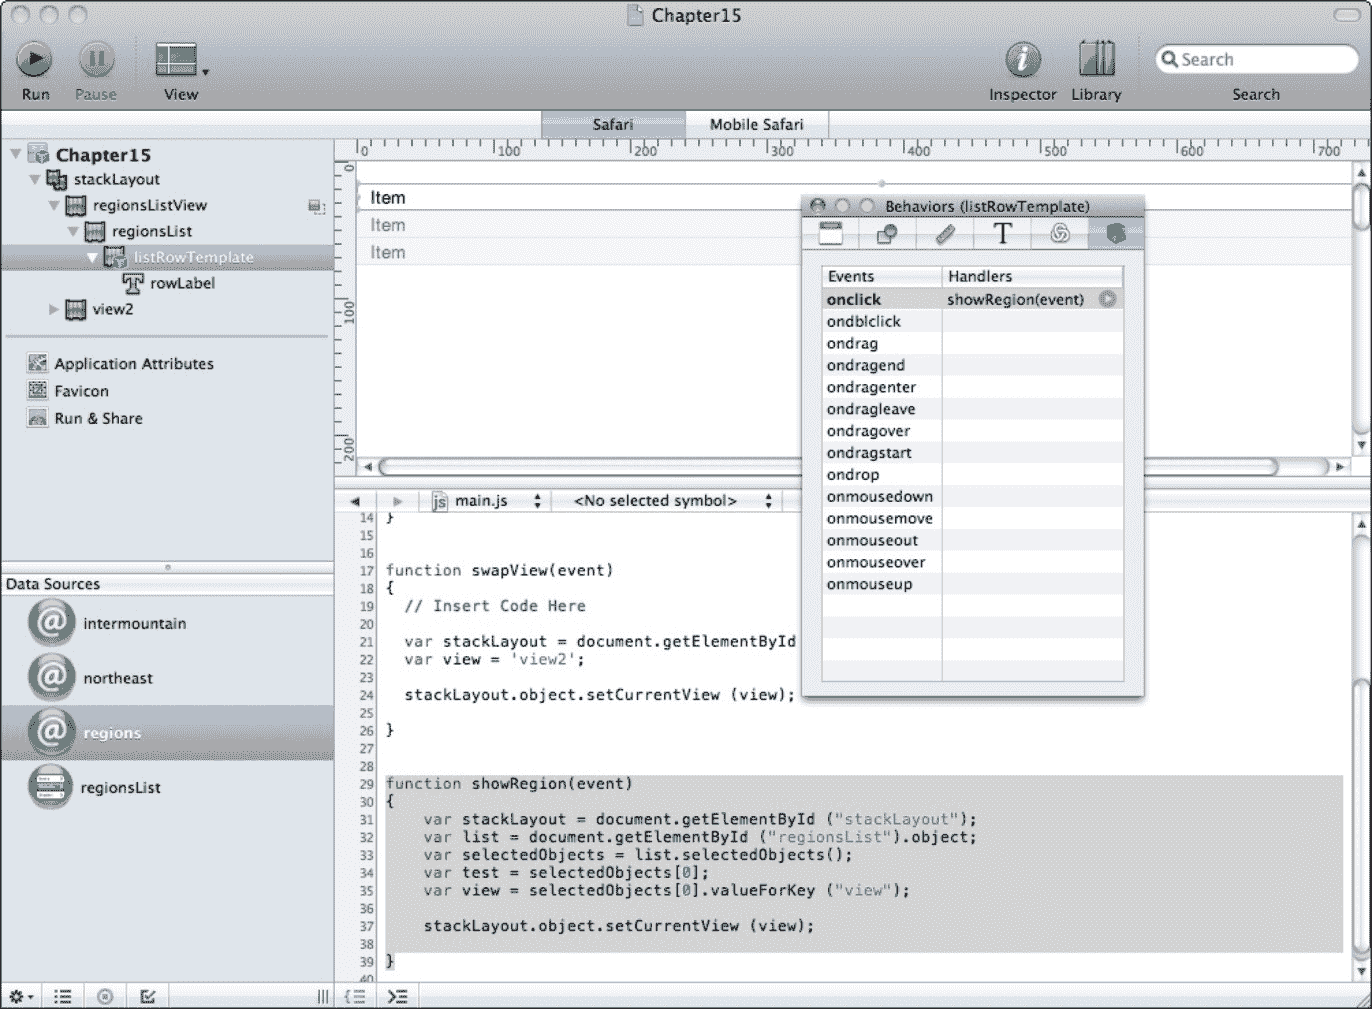 Chapter15
Run
Pause
View
Inspector
Library
Search
Search
Safari
Mobile Safari
Chapter15
stackLayout
regionsListView
regionsList
listRowTemplate
rowLabel
view2
Application Attributes
Favicon
Run & Share
Data Sources
intermountain
northeast
regions
regionsList
0 100 200 300 400 500 600 700
0
100
200
Item
Item
Item
Behaviors (listRowTemplate)
T
Events Handlers
onclick showRegion(event)
ondblclick
ondrag
ondragend
ondragenter
ondragleave
ondragover
ondragstart
ondrop
onmousedown
onmousemove
onmouseout
onmouseover
onmouseup
js main.js <No selected symbol>
14 }
15
16
17 function swapView(event)
18 {
19 // Insert Code Here
20
21 var stackLayout = document.getElementById
22 var view = 'view2';
23
24 stackLayout.object.setCurrentView (view);
25
26 }
27
28
29 function showRegion(event)
30 {
31 var stackLayout = document.getElementById ("stackLayout");
32 var list = document.getElementById ("regionsList").object;
33 var selectedObjects = list.selectedObjects();
34 var test = selectedObjects[0];
35 var view = selectedObjects[0].valueForKey ("view");
36
37 stackLayout.object.setCurrentView (view);
38
39 }
40